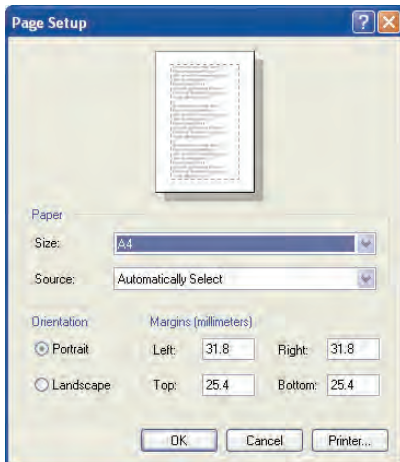 Page Setup
Paper
Size: A4
Source: Automatically Select
Orientation Margins (millimeters)
Portrait Left: 31.8 Right: 31.8
Landscape Top: 25.4 Bottom: 25.4
OK Cancel Printer...